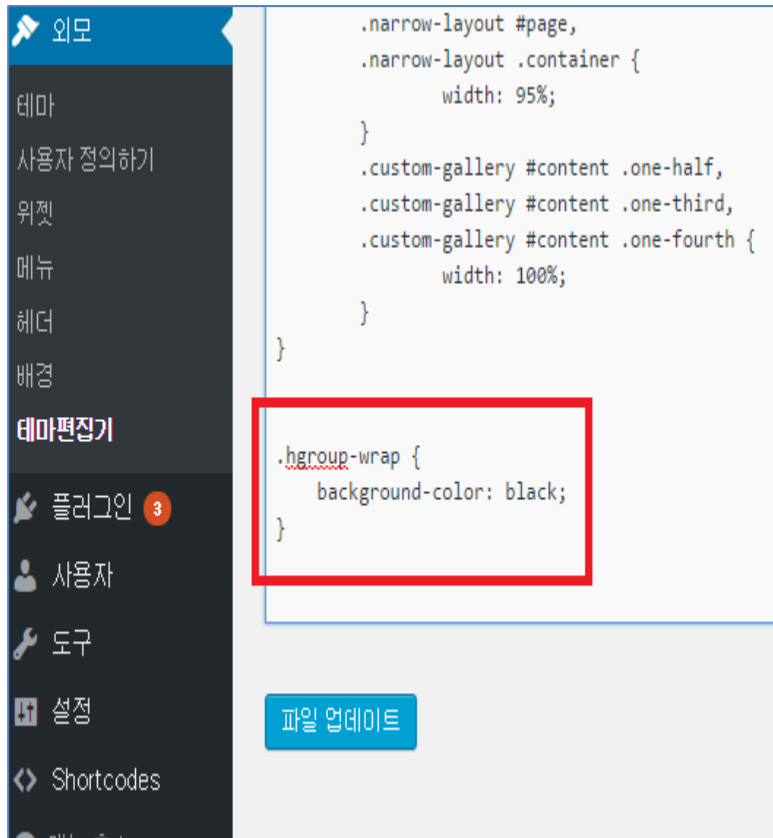 외모
테마
사용자 정의하기
위젯
메뉴
헤더
배경
테마편집기
플러그인 3
사용자
도구
설정
Shortcodes
.narrow-layout #page,
.narrow-layout .container {
width: 95%;
}
.custom-gallery #content .one-half,
.custom-gallery #content .one-third,
.custom-gallery #content .one-fourth {
width: 100%;
}
}
.hgroup-wrap {
background-color: black;
}
파일 업데이트